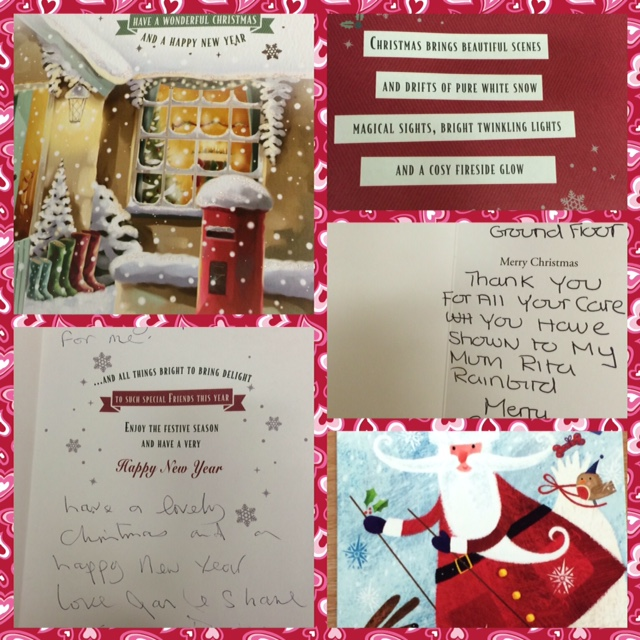 HAVE A WONDERFUL CHRISTMAS
AND A HAPPY NEW YEAR
CHRISTMAS BRINGS BEAUTIFUL SCENES
AND DRIFTS OF PURE WHITE SNOW
MAGICAL SIGHTS, BRIGHT TWINKLING LIGHTS
AND A COSY FIRESIDE GLOW
Ground Floor
Merry Christmas
Thank You
For All Your Care
You Have
Shown to My
Mum Rita
Rainbird
Merry
for me.
...AND ALL THINGS BRIGHT TO BRING DELIGHT
TO SUCH SPECIAL FRIENDS THIS YEAR
ENJOY THE FESTIVE SEASON
AND HAVE A VERY
Happy New Year
have a lovely
Christmas and a
happy New Year
love